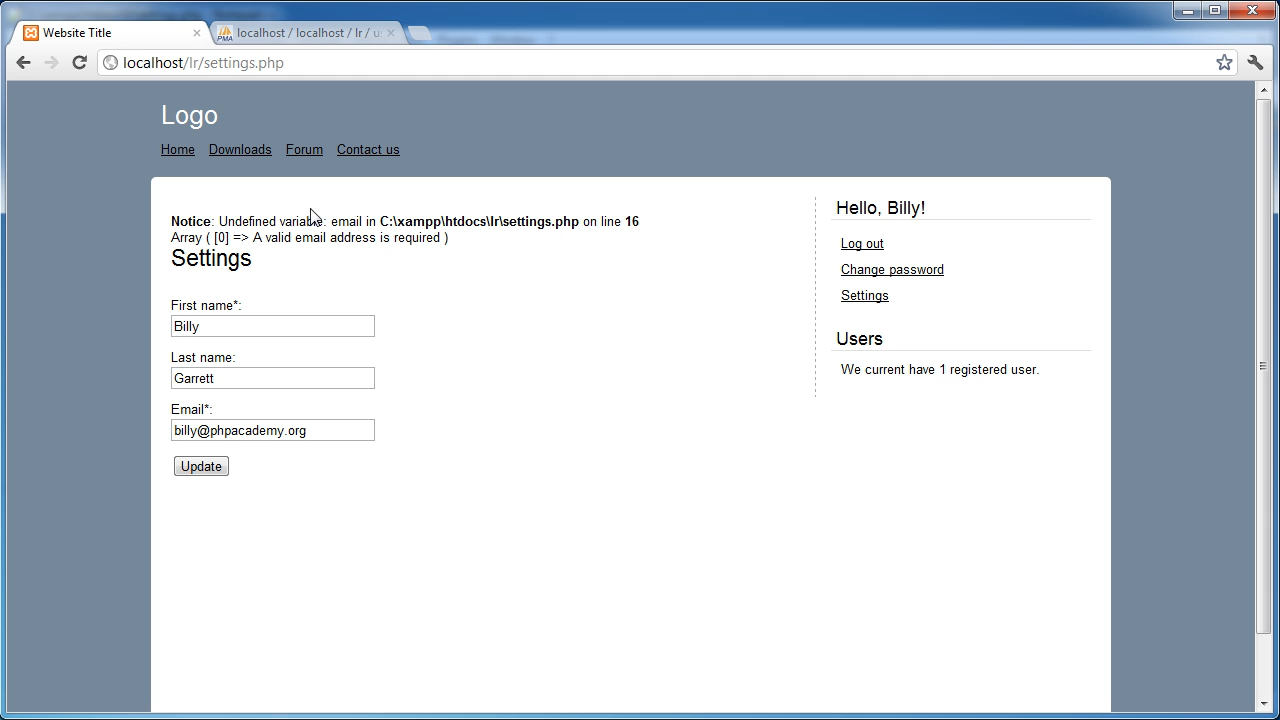 Website Title
localhost / localhost / lr / u
localhost/lr/settings.php
Logo
Home Downloads Forum Contact us
Notice: Undefined variable: email in C:\xampp\htdocs\lr\settings.php on line 16
Array ( [0] => A valid email address is required )
Settings
First name*:
Billy
Last name:
Garrett
Email*:
billy@phpacademy.org
Update
Hello, Billy!
Log out
Change password
Settings
Users
We current have 1 registered user.